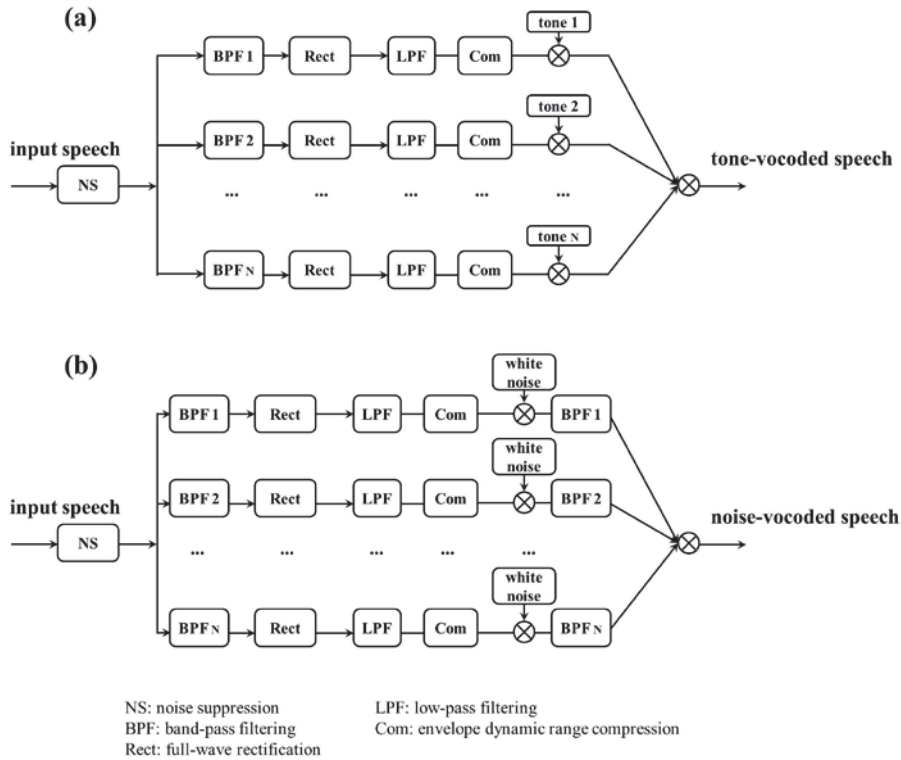 (a)
tone 1
BPF 1 Rect LPF Com
tone 2
BPF 2 Rect LPF Com
input speech
tone-vocoded speech
NS
... ... ... ... ...
tone N
BPF N Rect LPF Com
(b)
white
noise
BPF 1 Rect LPF Com BPF 1
white
noise
BPF 2 Rect LPF Com BPF 2
input speech
noise-vocoded speech
NS
... ... ... ... ...
white
noise
BPF N Rect LPF Com BPF N
NS: noise suppression LPF: low-pass filtering
BPF: band-pass filtering Com: envelope dynamic range compression
Rect: full-wave rectification